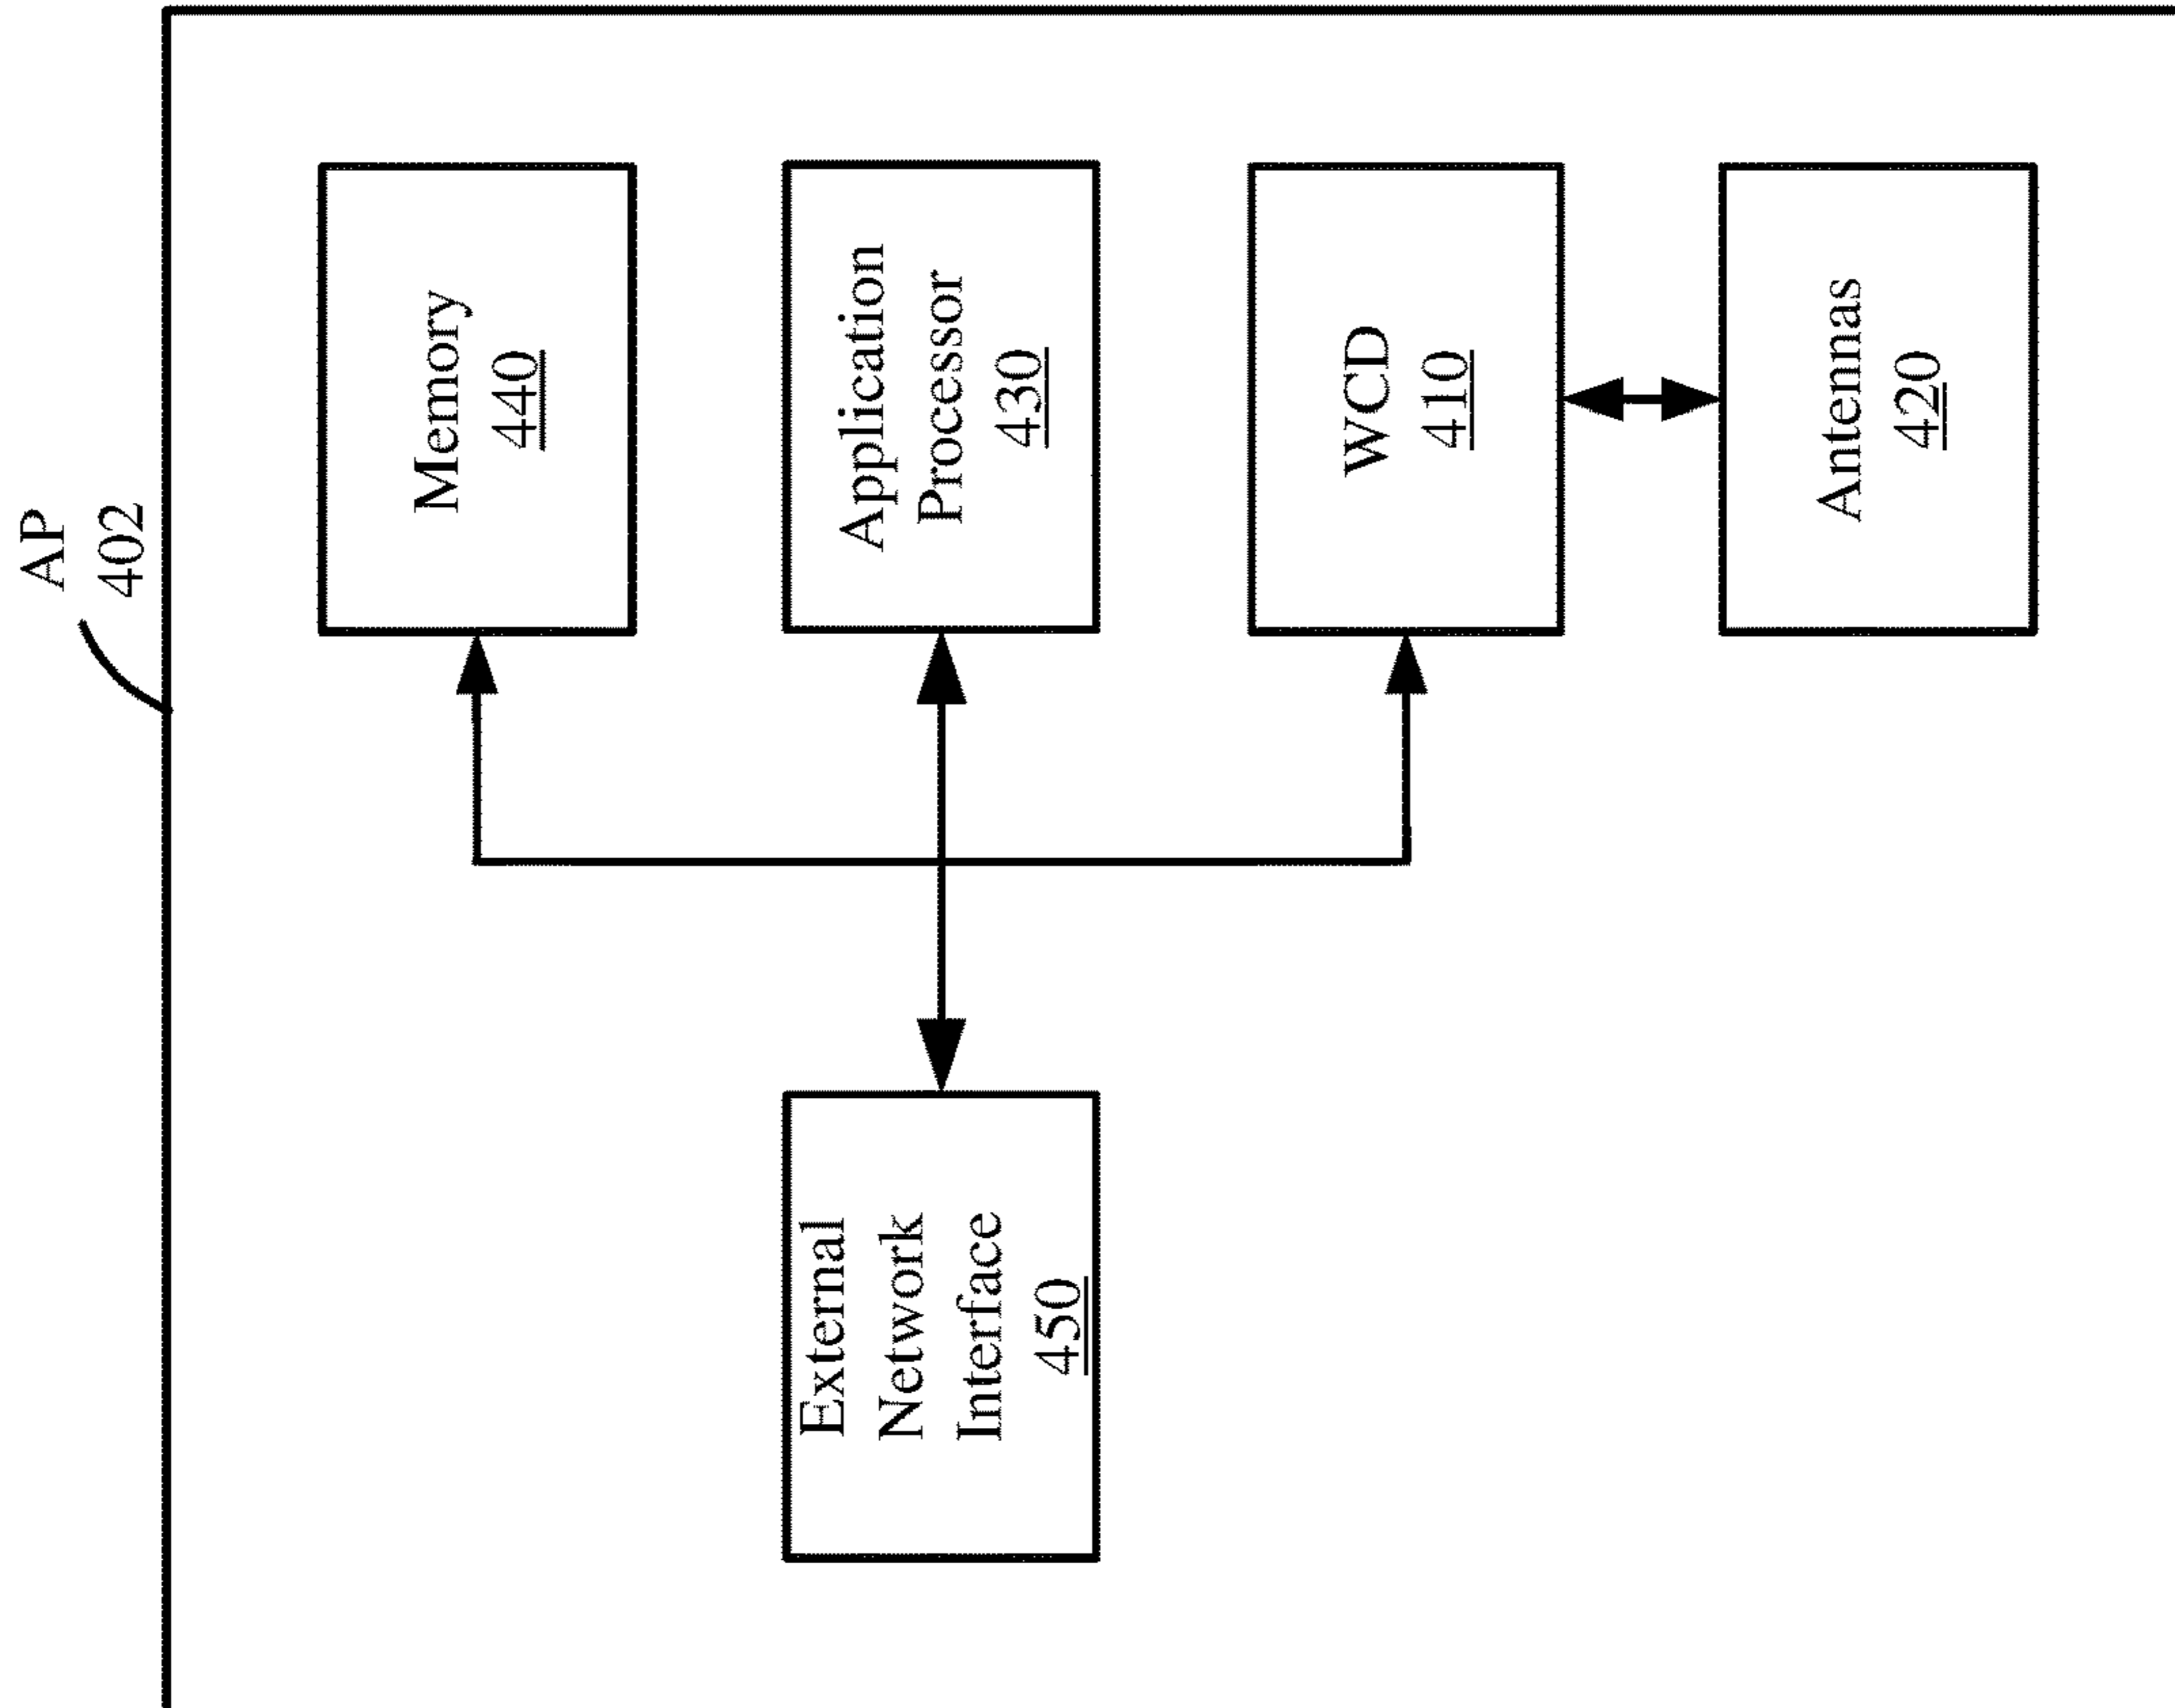 AP
402
Memory
440
Application
Processor
430
WCD
410
Antennas
420
External
Network
Interface
450